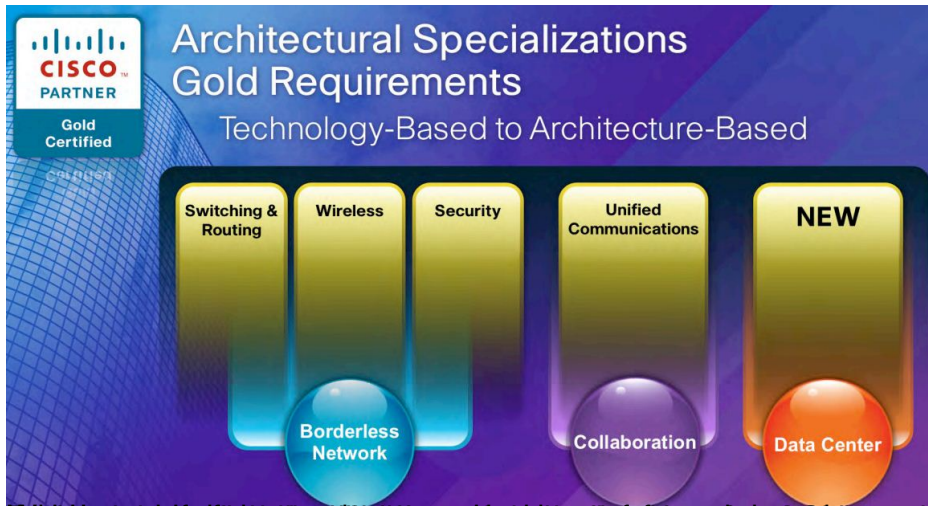 CISCO™
PARTNER
Gold
Certified
Architectural Specializations
Gold Requirements
Technology-Based to Architecture-Based
Switching &
Routing
Wireless
Security
Unified
Communications
NEW
Borderless
Network
Collaboration
Data Center